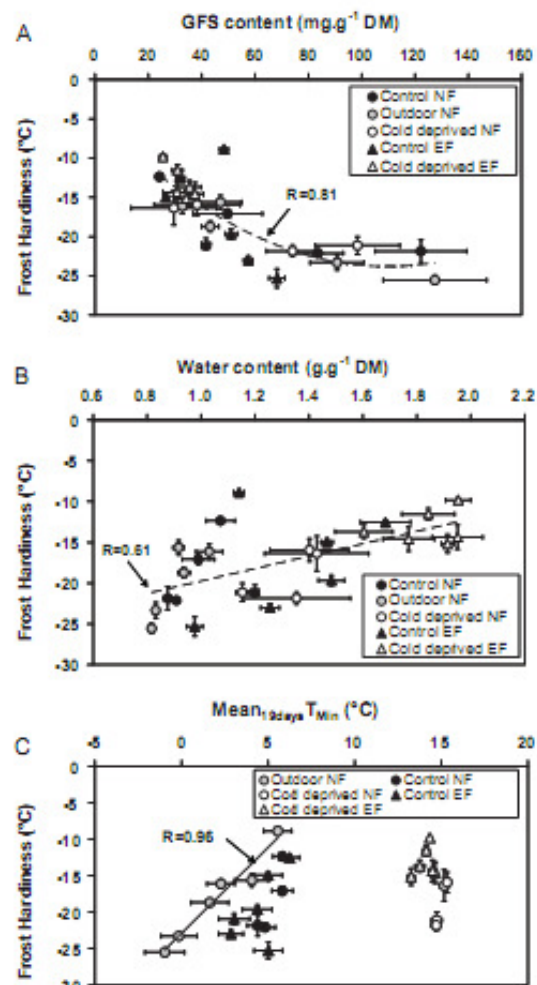 A
GFS content (mg.g-1 DM)
0 20 40 60 80 100 120 140 160
Frost Hardiness (°C)
0
-5
-10
-15
-20
-25
-30
Control NF
Outdoor NF
Cold deprived NF
Control EF
Cold deprived EF
R=0.81
B
Water content (g.g-1 DM)
0.6 0.8 1.0 1.2 1.4 1.6 1.8 2.0 2.2
Frost Hardiness (°C)
0
-5
-10
-15
-20
-25
-30
R=0.61
Control NF
Outdoor NF
Cold deprived NF
Control EF
Cold deprived EF
C
Mean19days TMin (°C)
-5 0 5 10 15 20
Frost Hardiness (°C)
0
-5
-10
-15
-20
-25
-30
Outdoor NF Control NF
Cold deprived NF Control EF
Cold deprived EF
R=0.96